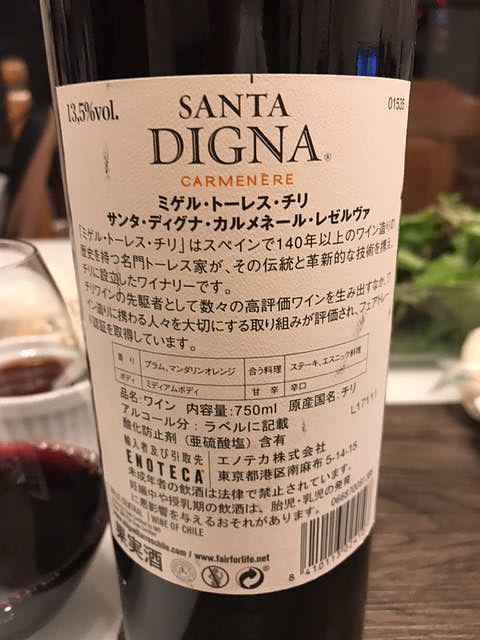 13,5%vol.
SANTA
01535
DIGNA®
CARMENÈRE
ミゲル・トーレス・チリ
サンタ・ディグナ・カルメネール・レゼルヴァ
「ミゲル・トーレス・チリ」はスペインで140年以上のワイン造りの
歴史を持つ名門トーレス家が、その伝統と革新的な技術を携え、
チリに設立したワイナリーです。
チリワインの先駆者として数々の高評価ワインを生み出すなか、ワ
イン造りに携わる人々を大切にする取り組みが評価され、フェアトレー
ド認証を取得しています。
香り プラム、マンダリンオレンジ 合う料理 ステーキ、エスニック料理
ボディ ミディアムボディ 甘辛 辛口
品名:ワイン 内容量:750ml 原産国名:チリ
アルコール分:ラベルに記載
酸化防止剤(亜硫酸塩)含有
輸入者及び引取先
ENOTECA エノテカ株式会社
東京都港区南麻布5-14-15
未成年者の飲酒は法律で禁止されています。
妊娠中や授乳期の飲酒は、胎児・乳児の発育
に悪影響を与えるおそれがあります。
WINE OF CHILE
果実酒
/ www.fairforlife.net